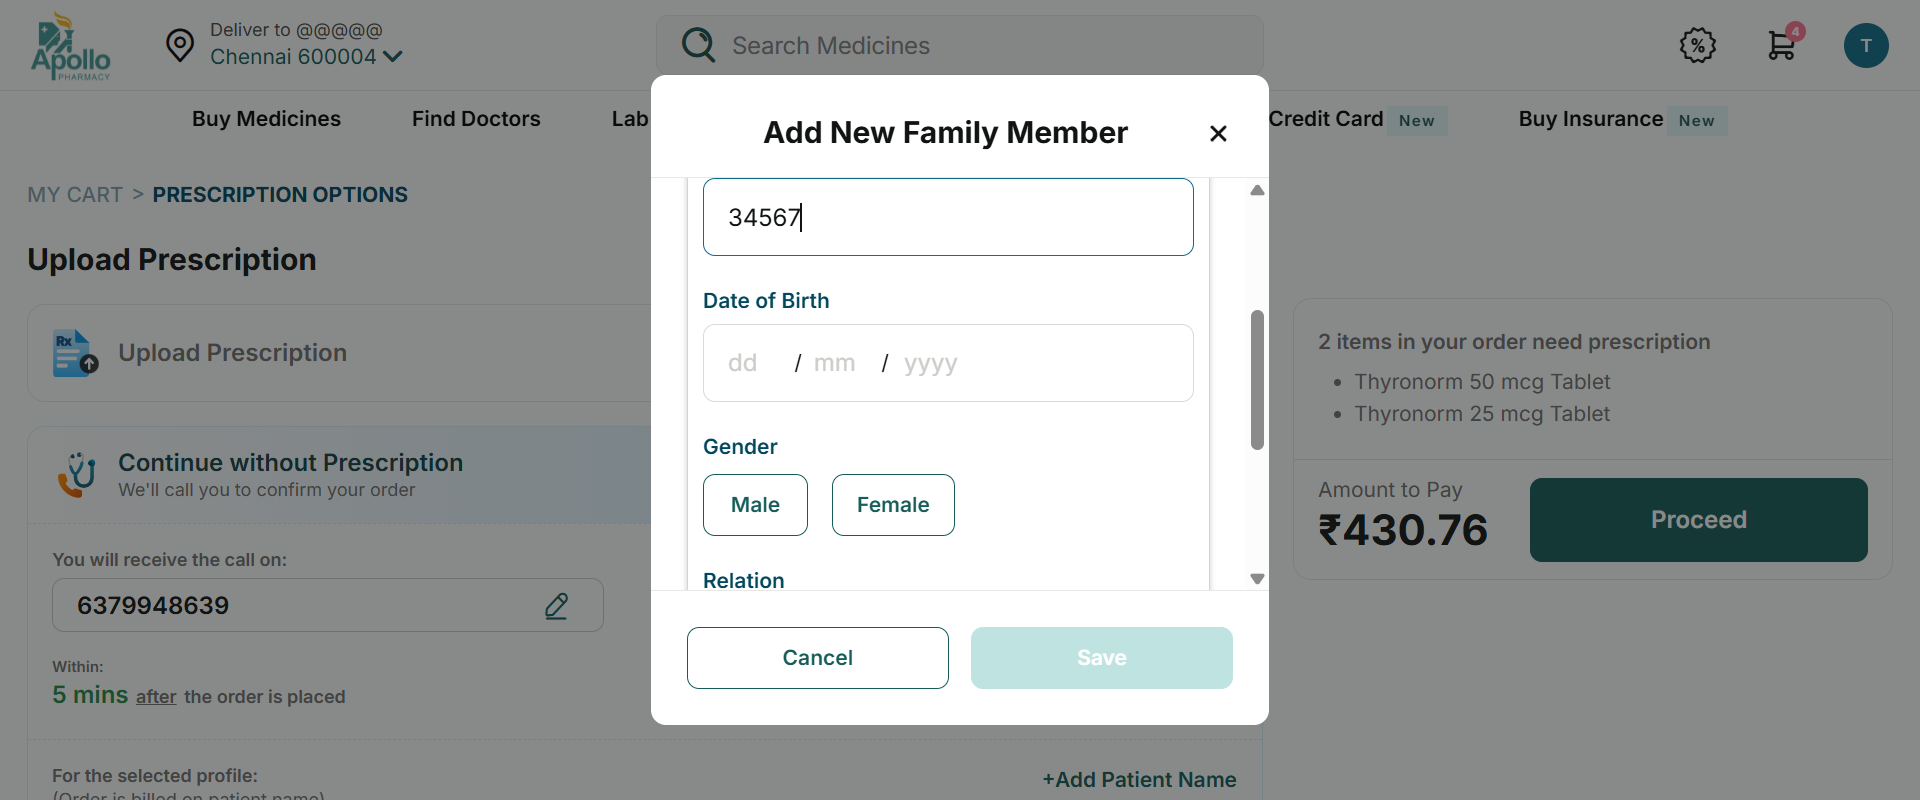 Apollo
PHARMACY
Deliver to @@@@@
Chennai 600004
Search Medicines
%
4
T
Buy Medicines
Find Doctors
Lab
Credit Card New
Buy Insurance New
MY CART > PRESCRIPTION OPTIONS
Upload Prescription
Rx
Upload Prescription
Continue without Prescription
We'll call you to confirm your order
You will receive the call on:
6379948639
Within:
5 mins after the order is placed
For the selected profile:
(Order is billed on patient name)
+Add Patient Name
Add New Family Member
34567
Date of Birth
dd / mm / yyyy
Gender
Male
Female
Relation
Cancel
Save
2 items in your order need prescription
• Thyronorm 50 mcg Tablet
• Thyronorm 25 mcg Tablet
Amount to Pay
₹430.76
Proceed